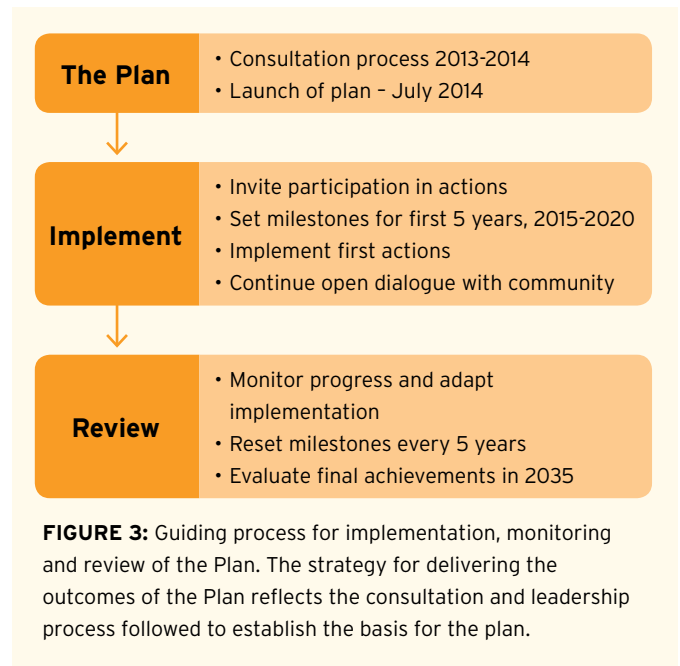 The Plan
• Consultation process 2013-2014
• Launch of plan – July 2014
Implement
• Invite participation in actions
• Set milestones for first 5 years, 2015-2020
• Implement first actions
• Continue open dialogue with community
Review
• Monitor progress and adapt
implementation
• Reset milestones every 5 years
• Evaluate final achievements in 2035
FIGURE 3: Guiding process for implementation, monitoring
and review of the Plan. The strategy for delivering the
outcomes of the Plan reflects the consultation and leadership
process followed to establish the basis for the plan.